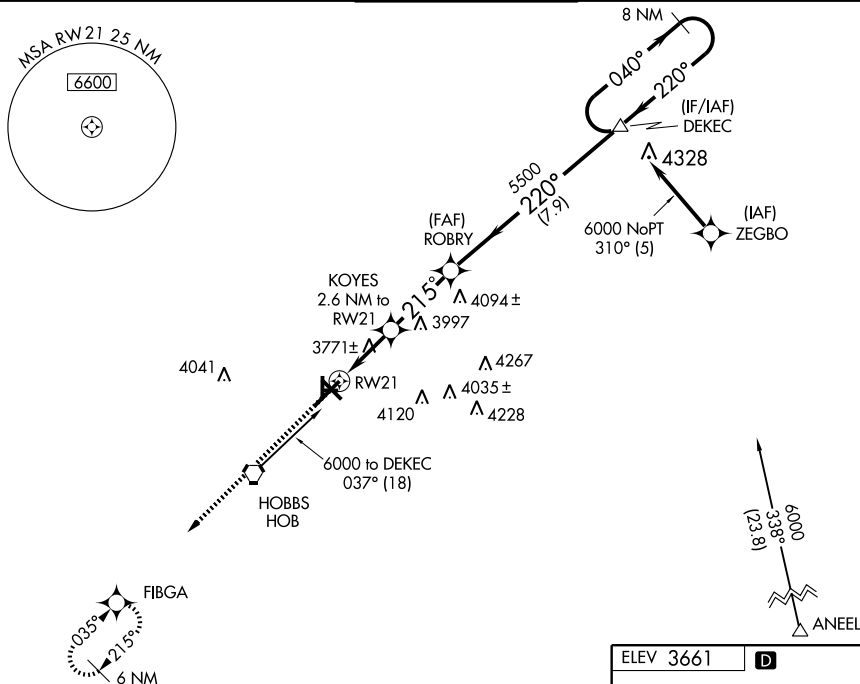 MSA RW21 25 NM
6600
8 NM
040°
220°
(IF/IAF)
DEKEC
4328
5500
220°
(7.9)
(FAF)
ROBRY
6000 NoPT
310° (5)
(IAF)
ZEGBO
KOYES
2.6 NM to
RW21
215°
4094±
3997
3771±
4041
RW21
4267
4035±
4120
4228
6000 to DEKEC
037° (18)
HOBBS
HOB
6000
338°
(23.8)
FIBGA
035°
215°
6 NM
ANEEL
ELEV 3661
D